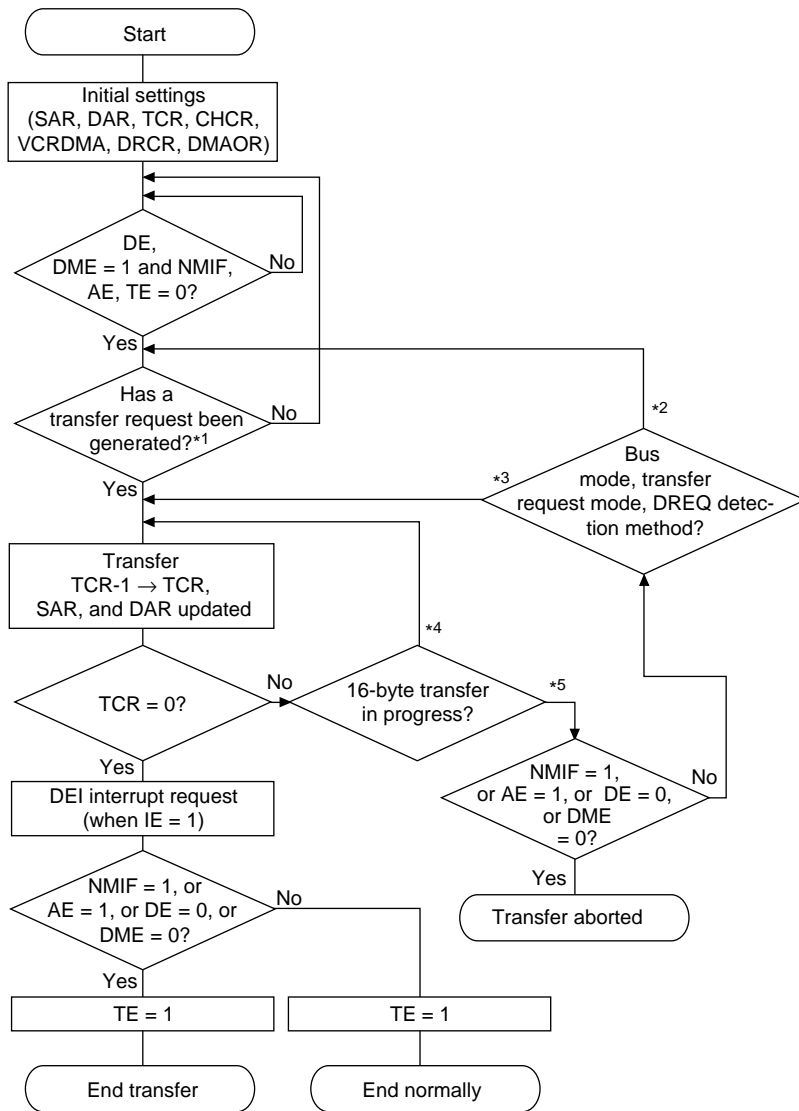 Start
Initial settings
(SAR, DAR, TCR, CHCR,
VCRDMA, DRCR, DMAOR)
DE,
DME = 1 and NMIF,
AE, TE = 0?
No
Yes
Has a
transfer request been
generated?*1
No
Yes
*2
Bus
mode, transfer
request mode, DREQ detec-
tion method?
*3
Transfer
TCR-1 → TCR,
SAR, and DAR updated
*4
TCR = 0?
No
16-byte transfer
in progress?
*5
Yes
NMIF = 1,
or AE = 1, or DE = 0,
or DME
= 0?
No
Yes
Transfer aborted
DEI interrupt request
(when IE = 1)
NMIF = 1, or
AE = 1, or DE = 0, or
DME = 0?
No
Yes
TE = 1
TE = 1
End transfer
End normally